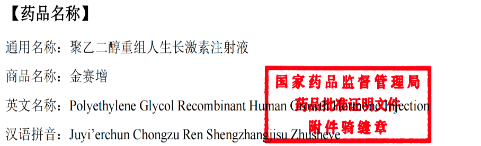 【药品名称】
通用名称：聚乙二醇重组人生长激素注射液
商品名称：金赛增
英文名称：Polyethylene Glycol Recombinant Human Growth Hormone Injection
汉语拼音：Juyi'erchun Chongzu Ren Shengzhangjisu Zhusheye
国家药品监督管理局
药品批准证明文件
附件骑缝章